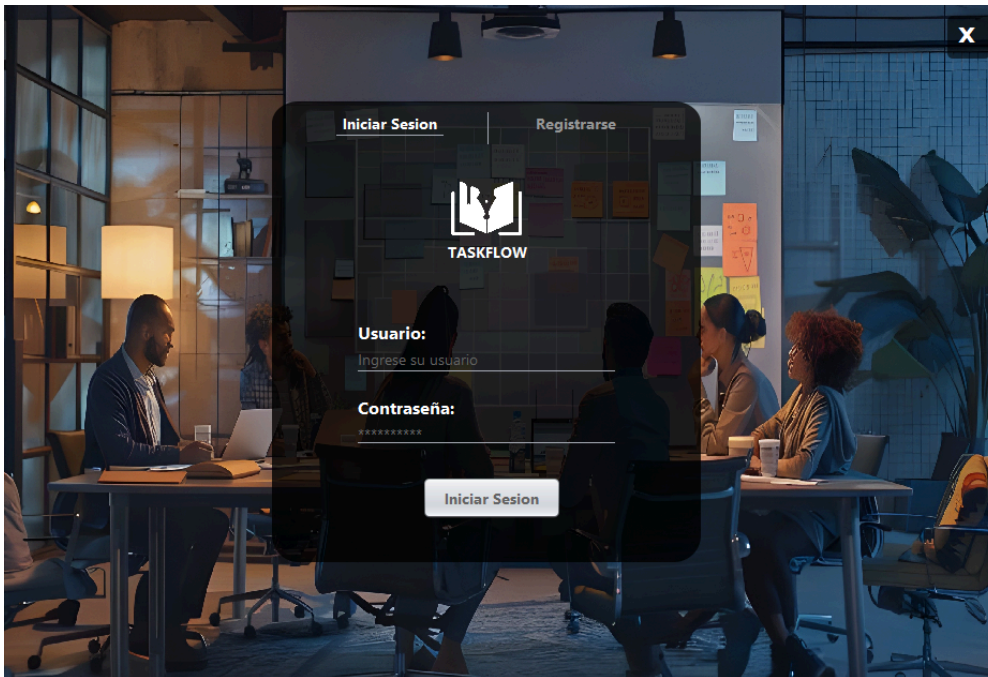 X
Iniciar Sesion
Registrarse
TASKFLOW
Usuario:
Ingrese su usuario
Contraseña:
**********
Iniciar Sesion